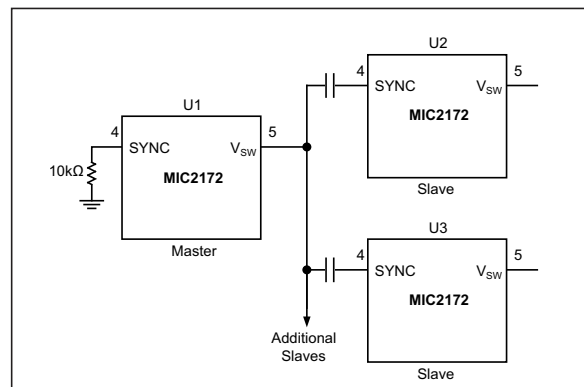 U1
4
SYNC
5
V_SW
10kΩ
MIC2172
Master
U2
4
SYNC
5
V_SW
MIC2172
Slave
U3
4
SYNC
5
V_SW
MIC2172
Slave
Additional
Slaves